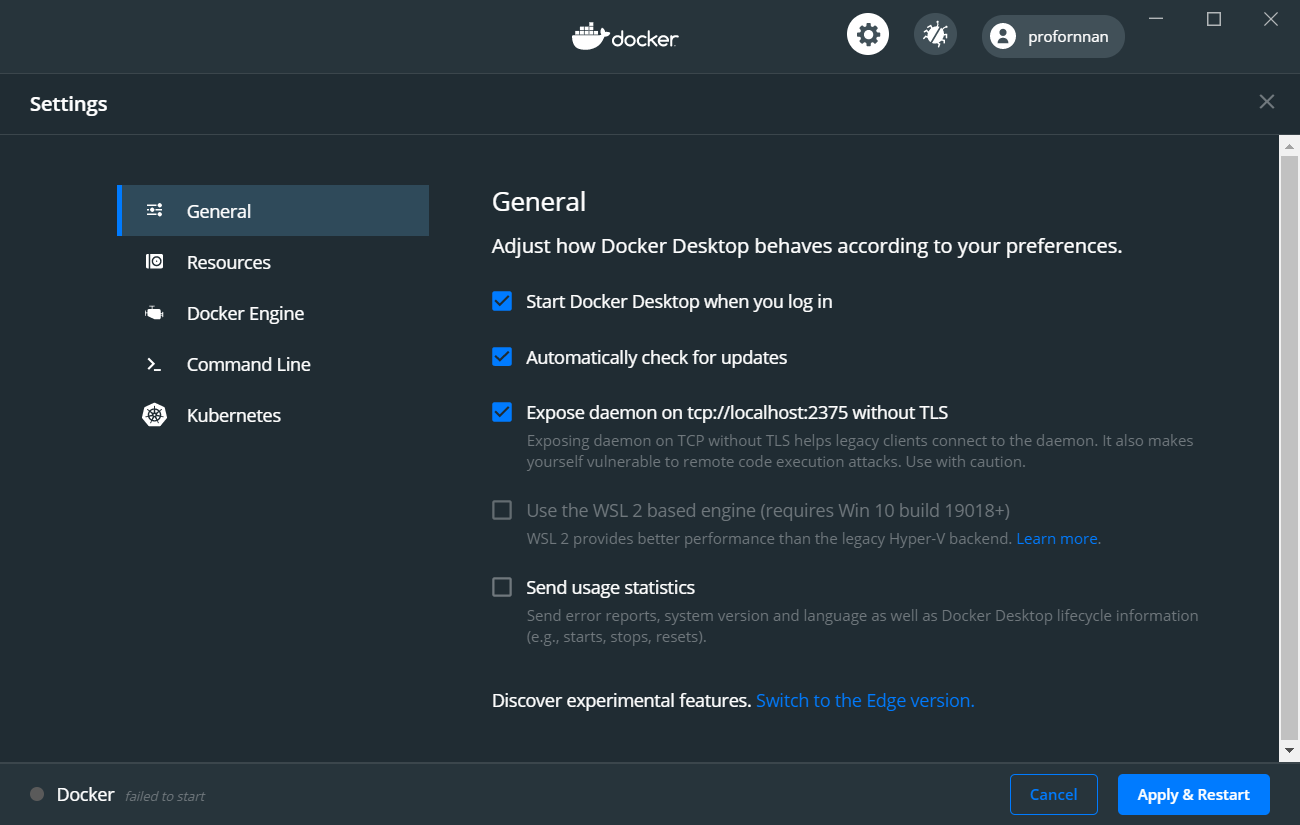 docker
profornnan
Settings
General
Resources
Docker Engine
Command Line
Kubernetes
General
Adjust how Docker Desktop behaves according to your preferences.
Start Docker Desktop when you log in
Automatically check for updates
Expose daemon on tcp://localhost:2375 without TLS
Exposing daemon on TCP without TLS helps legacy clients connect to the daemon. It also makes
yourself vulnerable to remote code execution attacks. Use with caution.
Use the WSL 2 based engine (requires Win 10 build 19018+)
WSL 2 provides better performance than the legacy Hyper-V backend. Learn more.
Send usage statistics
Send error reports, system version and language as well as Docker Desktop lifecycle information
(e.g., starts, stops, resets).
Discover experimental features. Switch to the Edge version.
Docker failed to start
Cancel
Apply & Restart